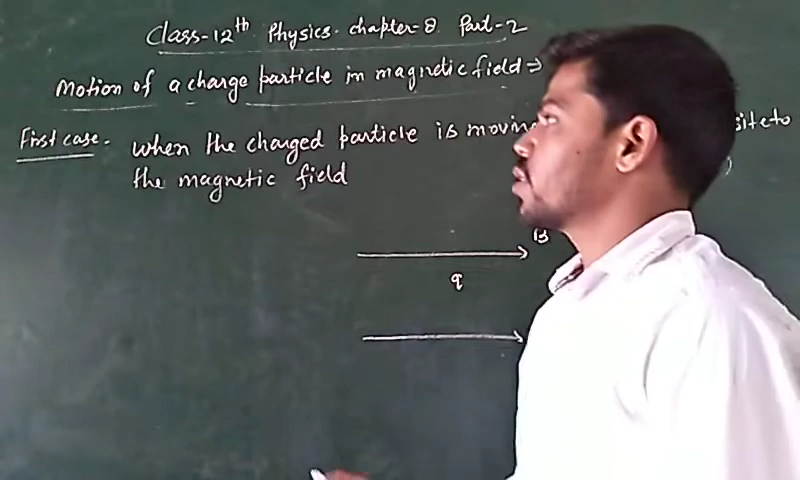 Class-12th Physics. chapter-8 Part-2
Motion of a charge particle in magnetic field⇒
First case. when the charged particle is moving site to
the magnetic field )
B
q